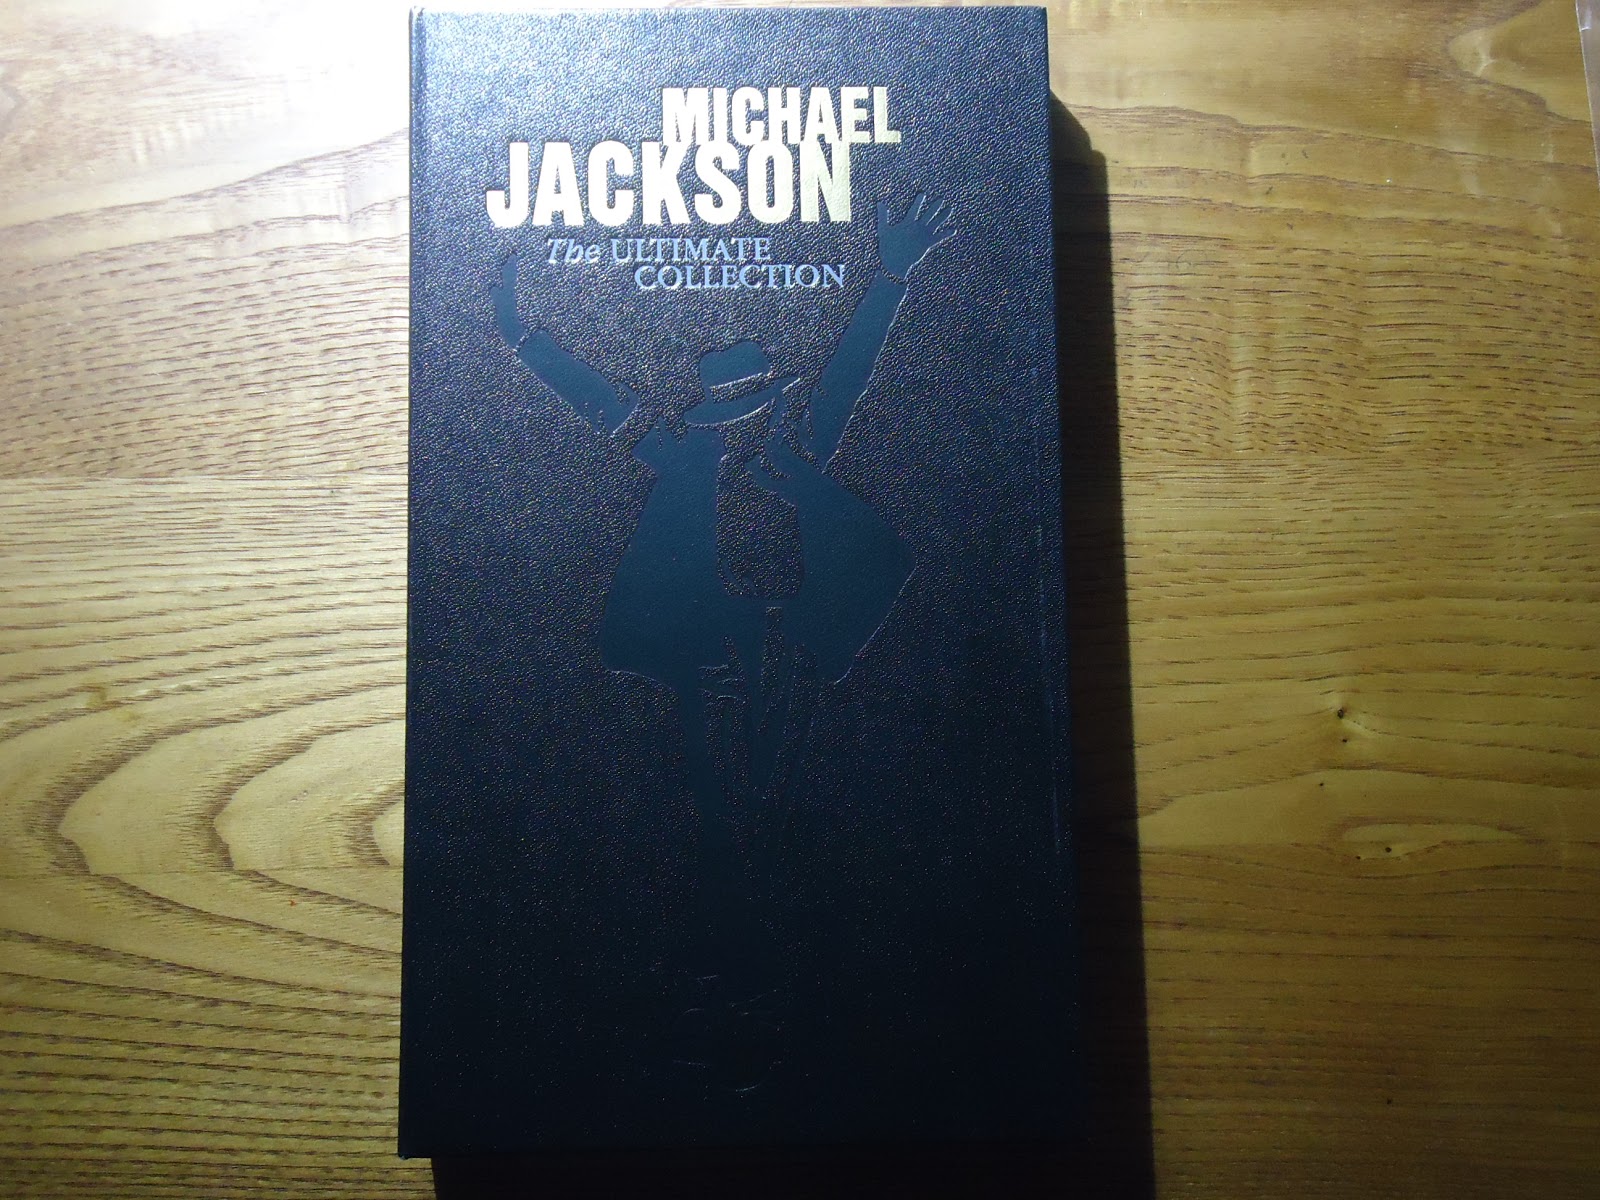 MICHAEL
JACKSON
The ULTIMATE
COLLECTION